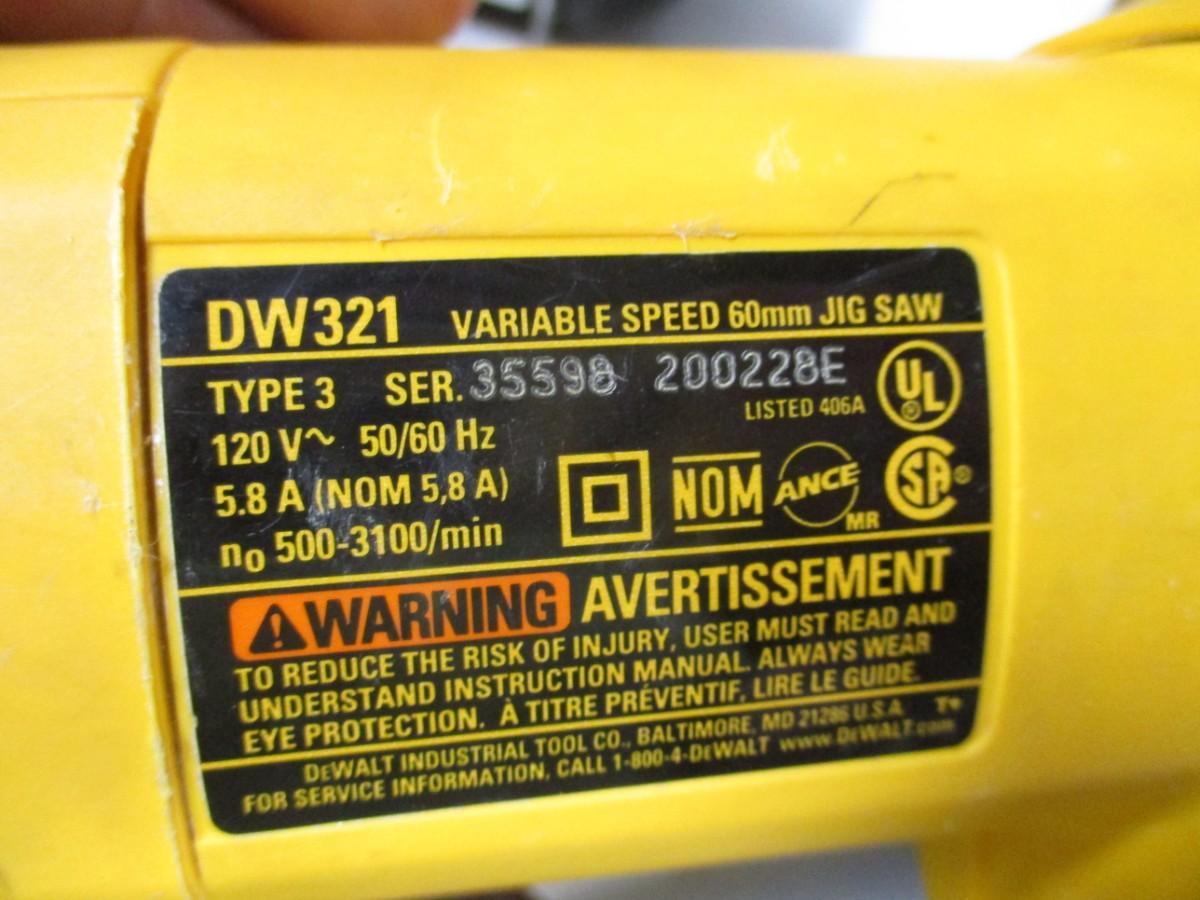 DW321 VARIABLE SPEED 60mm JIG SAW
TYPE 3 SER. 35598 200228E
LISTED 406A
UL
®
120 V~ 50/60 Hz
5.8 A (NOM 5,8 A)
NOM ANCE MR SA®
n₀ 500-3100/min
WARNING AVERTISSEMENT
TO REDUCE THE RISK OF INJURY, USER MUST READ AND
UNDERSTAND INSTRUCTION MANUAL. ALWAYS WEAR
EYE PROTECTION. À TITRE PRÉVENTIF, LIRE LE GUIDE.
DEWALT INDUSTRIAL TOOL CO., BALTIMORE, MD 21286 U.S.A.
FOR SERVICE INFORMATION, CALL 1-800-4-DEWALT www.DEWALT.com